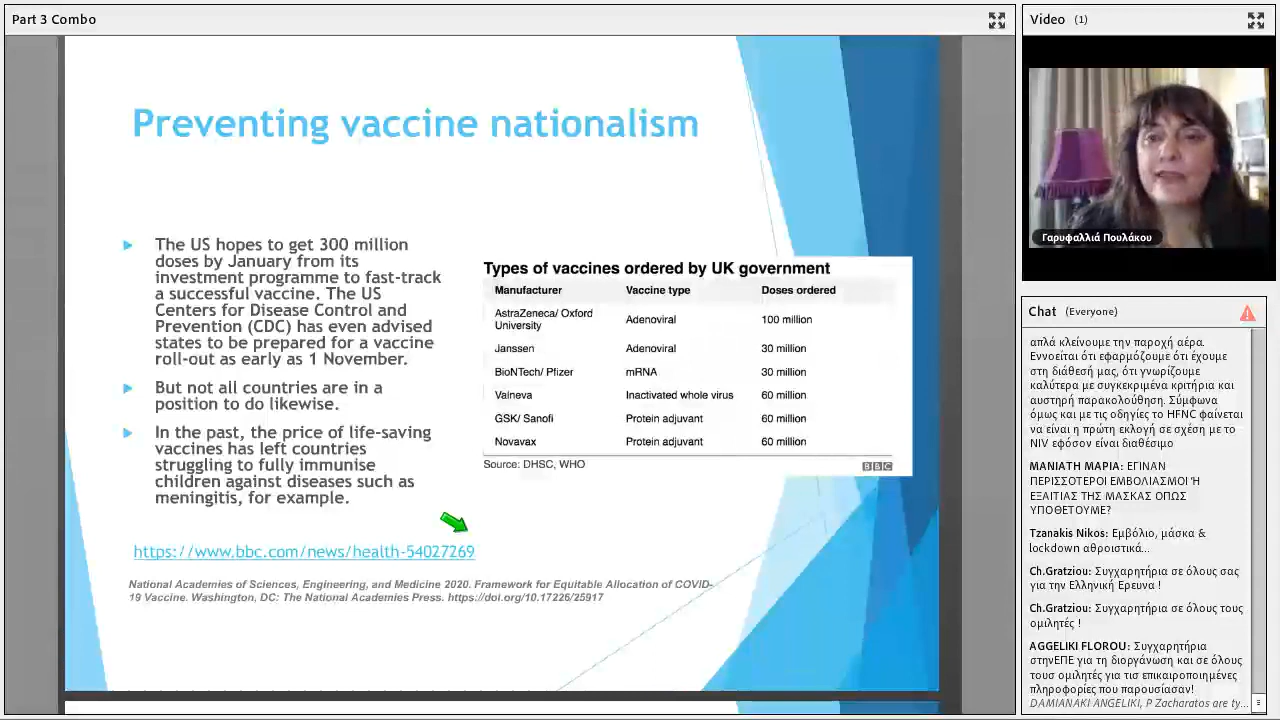 Part 3 Combo
Preventing vaccine nationalism
The US hopes to get 300 million
doses by January from its
investment programme to fast-track
a successful vaccine. The US
Centers for Disease Control and
Prevention (CDC) has even advised
states to be prepared for a vaccine
roll-out as early as 1 November.
But not all countries are in a
position to do likewise.
In the past, the price of life-saving
vaccines has left countries
struggling to fully immunise
children against diseases such as
meningitis, for example.
https://www.bbc.com/news/health-54027269
National Academies of Sciences, Engineering, and Medicine 2020. Framework for Equitable Allocation of COVID-
19 Vaccine. Washington, DC: The National Academies Press. https://doi.org/10.17226/25917
Types of vaccines ordered by UK government
Manufacturer Vaccine type Doses ordered
AstraZeneca/ Oxford
University Adenoviral 100 million
Janssen Adenoviral 30 million
BioNTech/ Pfizer mRNA 30 million
Valneva Inactivated whole virus 60 million
GSK/ Sanofi Protein adjuvant 60 million
Novavax Protein adjuvant 60 million
Source: DHSC, WHO
BBC
Video (1)
Γαρυφαλλιά Πουλάκου
Chat (Everyone)
απλά κλείνουμε την παροχή αέρα.
Εννοείται ότι εφαρμόζουμε ότι έχουμε
στη διάθεσή μας, ότι γνωρίζουμε
καλύτερα με συγκεκριμένα κριτήρια και
αυστηρή παρακολούθηση. Σύμφωνα
όμως και με τις οδηγίες το HFNC φαίνεται
να είναι η πρώτη εκλογή σε σχέση με το
NIV εφόσον είναι διαθέσιμο
ΜΑΝΙΑΤΗ ΜΑΡΙΑ: ΕΓΙΝΑΝ
ΠΕΡΙΣΣΟΤΕΡΟΙ ΕΜΒΟΛΙΑΣΜΟΙ Ή
ΕΞΑΙΤΙΑΣ ΤΗΣ ΜΑΣΚΑΣ ΟΠΩΣ
ΥΠΟΘΕΤΟΥΜΕ?
Tzanakis Nikos: Εμβόλιο, μάσκα &
lockdown αθροιστικά...
Ch.Gratziou: Συγχαρητήρια σε όλους σας
για την Ελληνική Ερευνα !
Ch.Gratziou: Συγχαρητήρια σε όλους τους
ομιλητές !
AGGELIKI FLOROU: Συγχαρητήρια
στηνΕΠΕ για τη διοργάνωση και σε όλους
τους ομιλητές για τισ επικαιροποιημένες
πληροφορίες που παρουσίασαν!
DAMIANAKI ANGELIKI, P Zacharatos are ty...